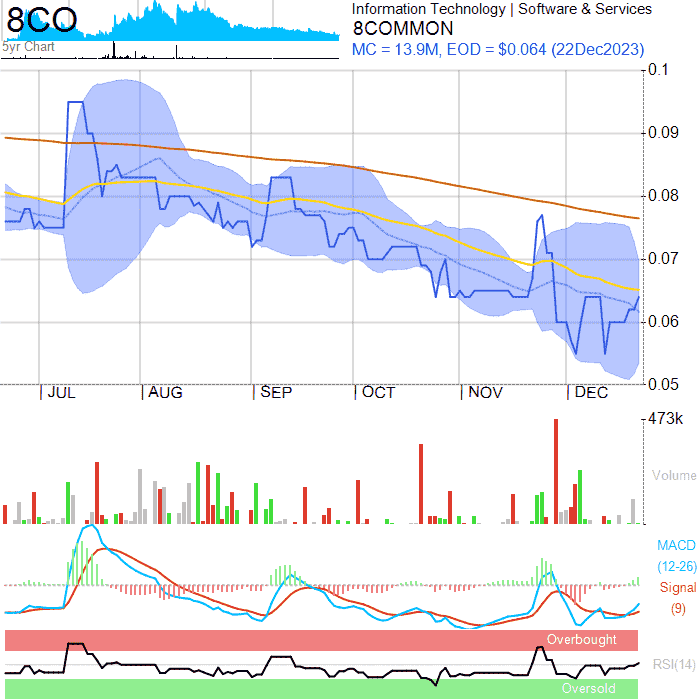 8CO
5yr Chart
Information Technology | Software & Services
8COMMON
MC = 13.9M, EOD = $0.064 (22Dec2023)
0.1
0.09
0.08
0.07
0.06
0.05
| JUL | AUG | SEP | OCT | NOV | DEC
473k
Volume
MACD
(12-26)
Signal
(9)
Overbought
RSI(14)
Oversold